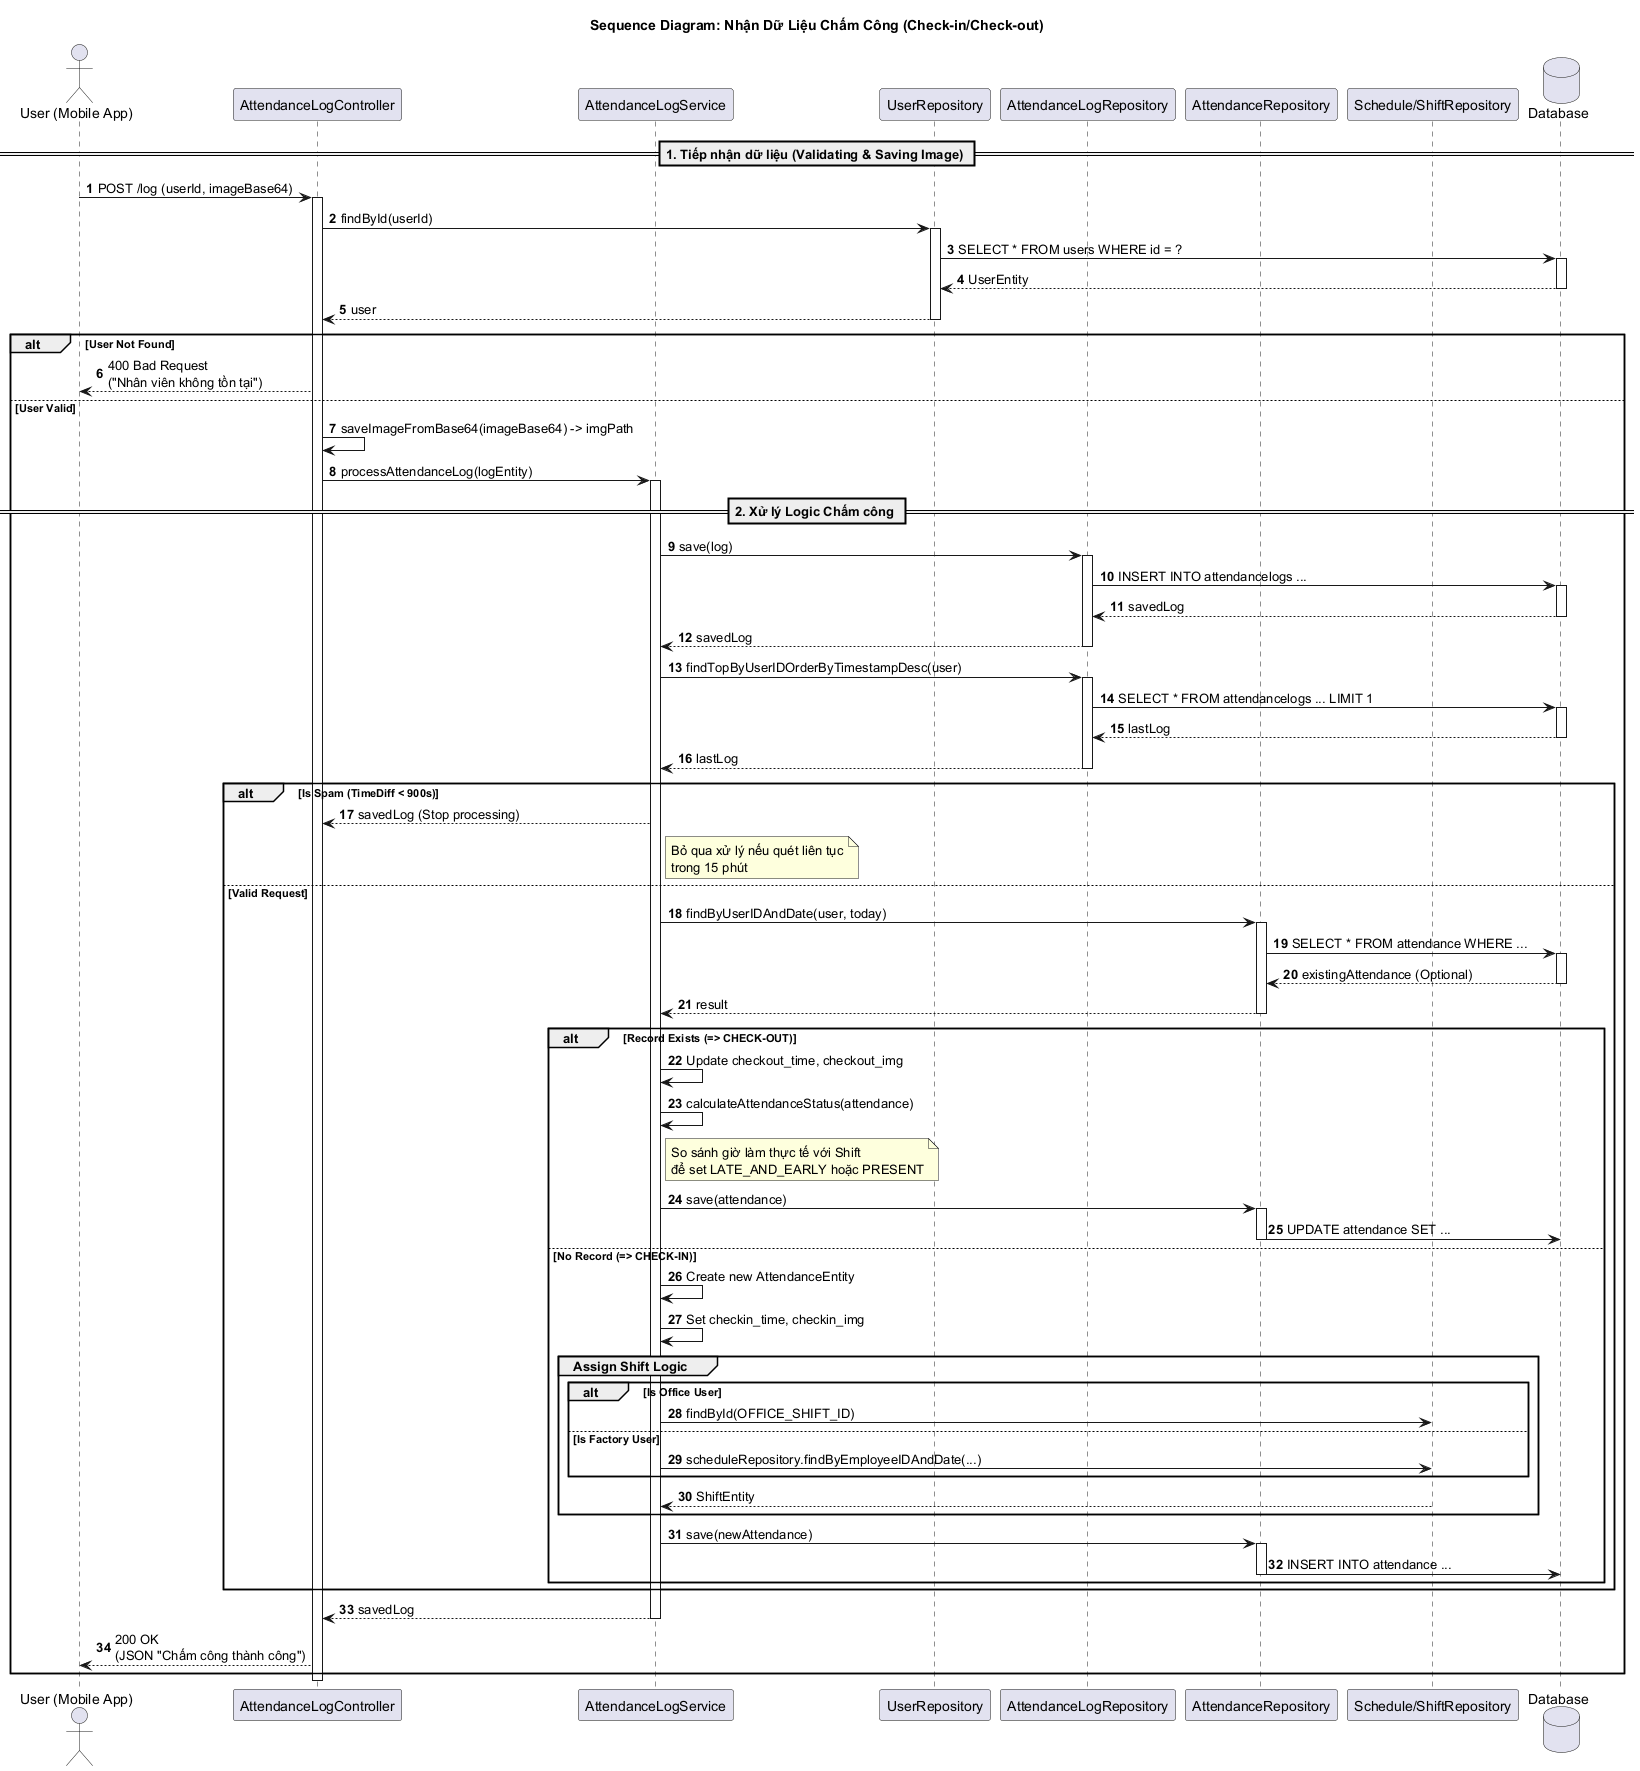 Sequence Diagram: Nhận Dữ Liệu Chấm Công (Check-in/Check-out)
User (Mobile App)
AttendanceLogController
AttendanceLogService
UserRepository
AttendanceLogRepository
AttendanceRepository
Schedule/ShiftRepository
Database
1. Tiếp nhận dữ liệu (Validating & Saving Image)
1 POST /log (userId, imageBase64)
2 findById(userId)
3 SELECT * FROM users WHERE id = ?
4 UserEntity
5 user
alt [User Not Found]
6 400 Bad Request
("Nhân viên không tồn tại")
[User Valid]
7 saveImageFromBase64(imageBase64) -> imgPath
8 processAttendanceLog(logEntity)
2. Xử lý Logic Chấm công
9 save(log)
10 INSERT INTO attendancelogs ...
11 savedLog
12 savedLog
13 findTopByUserIDOrderByTimestampDesc(user)
14 SELECT * FROM attendancelogs ... LIMIT 1
15 lastLog
16 lastLog
alt [Is Spam (TimeDiff < 900s)]
17 savedLog (Stop processing)
Bỏ qua xử lý nếu quét liên tục
trong 15 phút
[Valid Request]
18 findByUserIDAndDate(user, today)
19 SELECT * FROM attendance WHERE ...
20 existingAttendance (Optional)
21 result
alt [Record Exists (=> CHECK-OUT)]
22 Update checkout_time, checkout_img
23 calculateAttendanceStatus(attendance)
So sánh giờ làm thực tế với Shift
để set LATE_AND_EARLY hoặc PRESENT
24 save(attendance)
25 UPDATE attendance SET ...
[No Record (=> CHECK-IN)]
26 Create new AttendanceEntity
27 Set checkin_time, checkin_img
Assign Shift Logic
alt [Is Office User]
28 findById(OFFICE_SHIFT_ID)
[Is Factory User]
29 scheduleRepository.findByEmployeeIDAndDate(...)
30 ShiftEntity
31 save(newAttendance)
32 INSERT INTO attendance ...
33 savedLog
34 200 OK
(JSON "Chấm công thành công")
User (Mobile App)
AttendanceLogController
AttendanceLogService
UserRepository
AttendanceLogRepository
AttendanceRepository
Schedule/ShiftRepository
Database